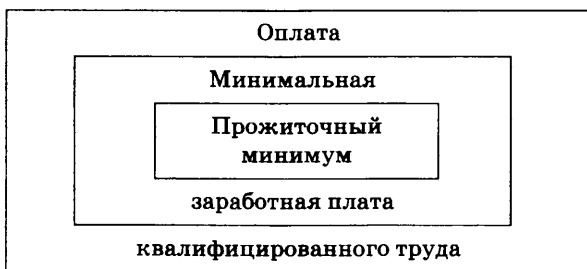 Оплата
Минимальная
Прожиточный
минимум
заработная плата
квалифицированного труда